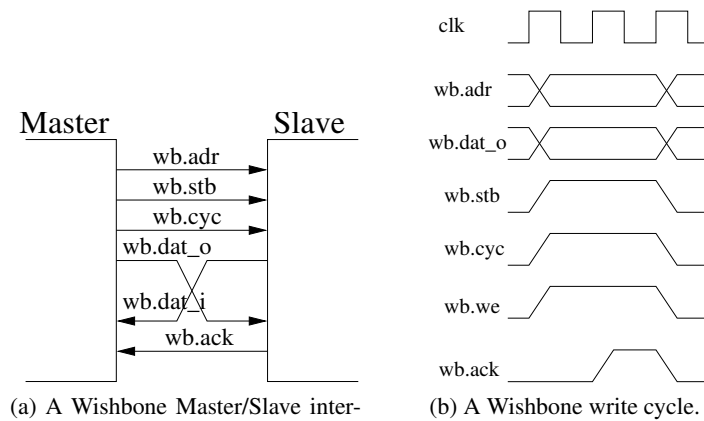 Master
Slave
wb.adr
wb.stb
wb.cyc
wb.dat_o
wb.dat_i
wb.ack
(a) A Wishbone Master/Slave inter-
clk
wb.adr
wb.dat_o
wb.stb
wb.cyc
wb.we
wb.ack
(b) A Wishbone write cycle.